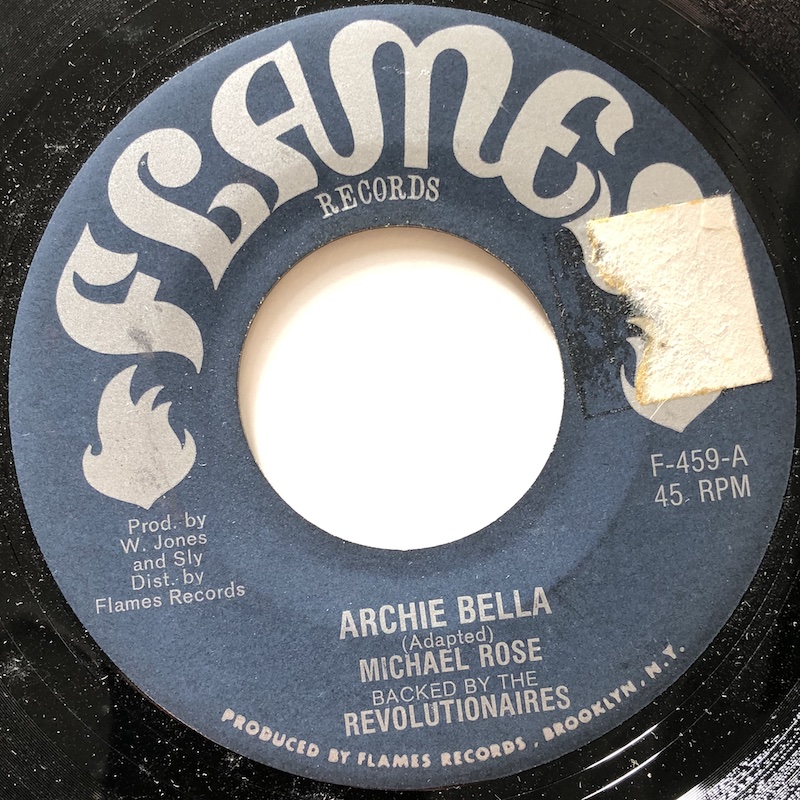 FLAMES
RECORDS
F-459-A
45 RPM
Prod. by
W. Jones
and Sly
Dist. by
Flames Records
ARCHIE BELLA
(Adapted)
MICHAEL ROSE
BACKED BY THE
REVOLUTIONAIRES
PRODUCED BY FLAMES RECORDS, BROOKLYN, N.Y.